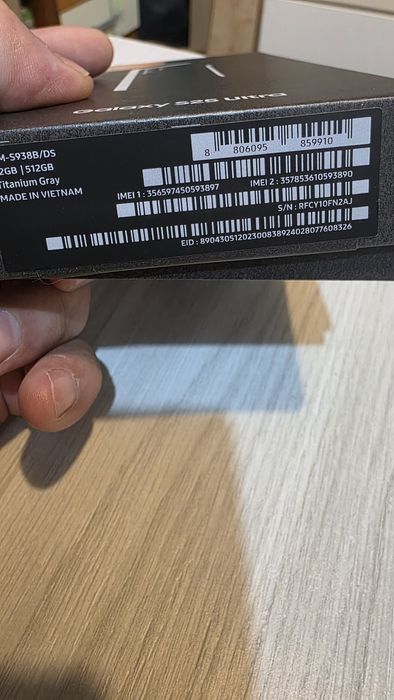 Galaxy S25 Ultra
M-S938B/DS
2GB | 512GB
Titanium Gray
MADE IN VIETNAM
8 806095 859910
IMEI 1 : 356597450593897
IMEI 2 : 357853610593890
S/N : RFCY10FN2AJ
EID : 89043051202300838924028077608326